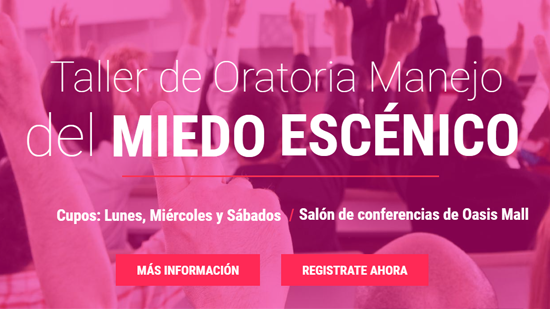 Taller de Oratoria Manejo
del MIEDO ESCÉNICO
Cupos: Lunes, Miércoles y Sábados / Salón de conferencias de Oasis Mall
MÁS INFORMACIÓN REGISTRATE AHORA